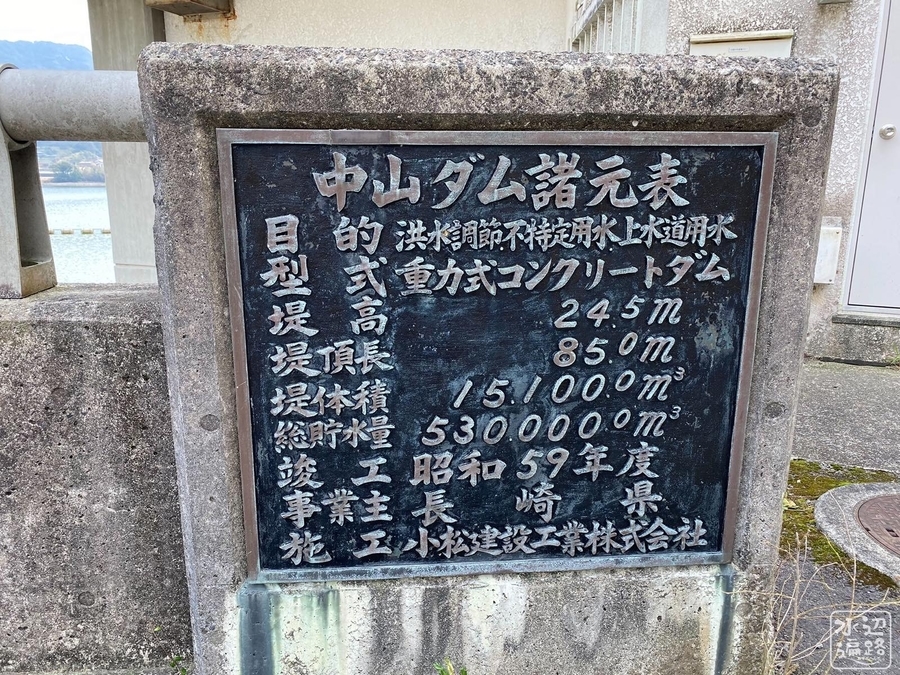 中山ダム諸元表
目的 洪水調節不特定用水上水道用水
型式 重力式コンクリートダム
堤高 24.5m
堤頂長 85.0m
堤体積 15.100.0m³
総貯水量 530.000.0m³
竣工 昭和59年度
事業主 長崎県
施工 小松建設工業株式会社
水辺遍路